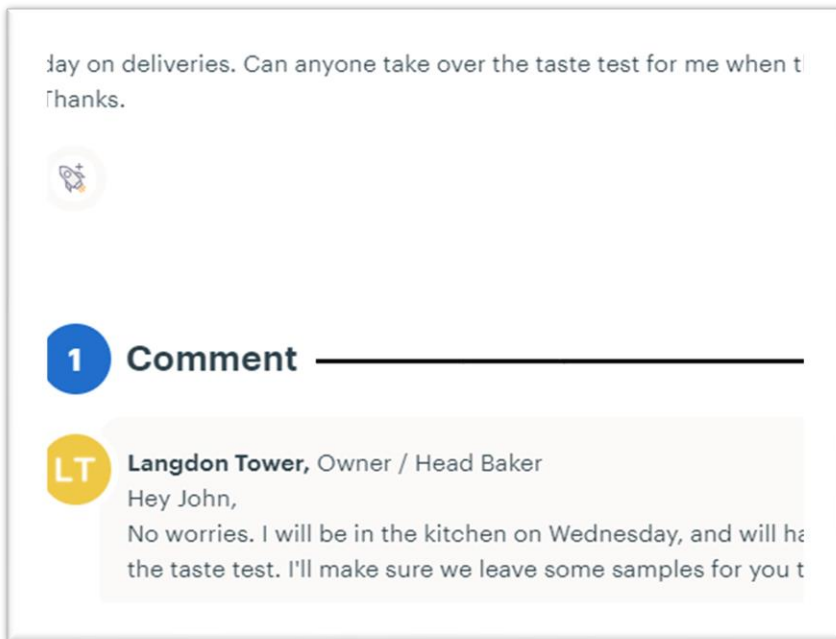 day on deliveries. Can anyone take over the taste test for me when
Thanks.
1 Comment
LT
Langdon Tower, Owner / Head Baker
Hey John,
No worries. I will be in the kitchen on Wednesday, and will
the taste test. I'll make sure we leave some samples for you